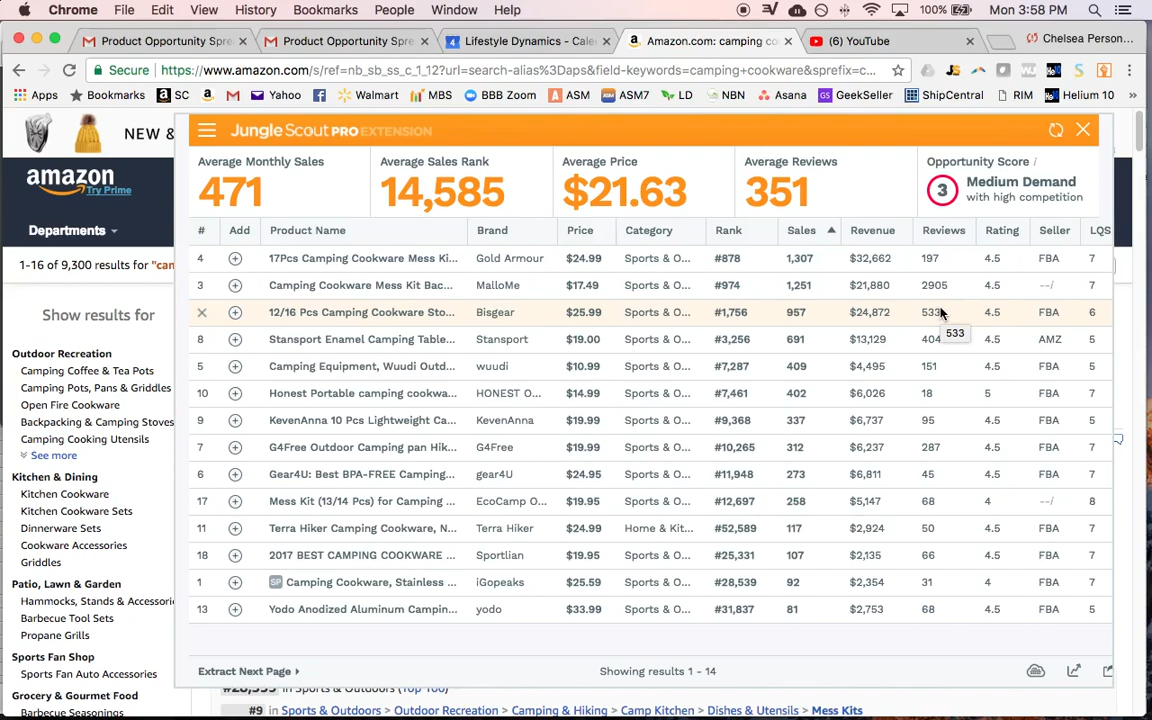 Chrome File Edit View History Bookmarks People Window Help 100% Mon 3:58 PM
Product Opportunity Spre Product Opportunity Spre Lifestyle Dynamics - Cale Amazon.com: camping co (6) YouTube Chelsea Person...
Secure https://www.amazon.com/s/ref=nb_sb_ss_c_1_12?url=search-alias%3Daps&field-keywords=camping+cookware&sprefix=c...
Apps Bookmarks SC Yahoo Walmart MBS BBB Zoom ASM ASM7 LD NBN Asana GeekSeller ShipCentral RIM Helium 10 »
NEW &
Jungle Scout PRO EXTENSION
amazon
Try Prime
Departments
1-16 of 9,300 results for "can
Average Monthly Sales Average Sales Rank Average Price Average Reviews Opportunity Score /
471 14,585 $21.63 351 3 Medium Demand
with high competition
# Add Product Name Brand Price Category Rank Sales Reviews Revenue Rating Seller LQS
4 17Pcs Camping Cookware Mess Ki... Gold Armour $24.99 Sports & O... #878 1,307 $32,662 197 4.5 FBA 7
3 Camping Cookware Mess Kit Bac... MalloMe $17.49 Sports & O... #974 1,251 $21,880 2905 4.5 --/ 7
12/16 Pcs Camping Cookware Sto... Bisgear $25.99 Sports & O... #1,756 957 $24,872 533 4.5 FBA 6
533
8 Stansport Enamel Camping Table... Stansport $19.00 Sports & O... #3,256 691 $13,129 404 4.5 AMZ 5
5 Camping Equipment, Wuudi Outd... wuudi $10.99 Sports & O... #7,287 409 $4,495 151 4.5 FBA 5
10 Honest Portable camping cookwa... HONEST O... $14.99 Sports & O... #7,461 402 $6,026 18 5 FBA 7
9 KevenAnna 10 Pcs Lightweight Ca... KevenAnna $19.99 Sports & O... #9,368 337 $6,737 95 4.5 FBA 5
7 G4Free Outdoor Camping pan Hik... G4Free $19.99 Sports & O... #10,265 312 $6,237 287 4.5 FBA 7
6 Gear4U: Best BPA-FREE Camping... gear4U $24.95 Sports & O... #11,948 273 $6,811 45 4.5 FBA 7
17 Mess Kit (13/14 Pcs) for Camping ... EcoCamp O... $19.95 Sports & O... #12,697 258 $5,147 68 4 --/ 8
11 Terra Hiker Camping Cookware, N... Terra Hiker $24.99 Home & Kit... #52,589 117 $2,924 50 4.5 FBA 7
18 2017 BEST CAMPING COOKWARE ... Sportlian $19.95 Sports & O... #25,331 107 $2,135 66 4.5 FBA 7
1 SP Camping Cookware, Stainless ... iGopeaks $25.59 Sports & O... #28,539 92 $2,354 31 4 FBA 7
13 Yodo Anodized Aluminum Campin... yodo $33.99 Sports & O... #31,837 81 $2,753 68 4.5 FBA 5
Extract Next Page Showing results 1 - 14
Show results for
Outdoor Recreation
Camping Coffee & Tea Pots
Camping Pots, Pans & Griddles
Open Fire Cookware
Backpacking & Camping Stoves
Camping Cooking Utensils
See more
Kitchen & Dining
Kitchen Cookware
Kitchen Cookware Sets
Dinnerware Sets
Cookware Accessories
Griddles
Patio, Lawn & Garden
Hammocks, Stands & Accessori
Barbecue Tool Sets
Propane Grills
Sports Fan Shop
Sports Fan Auto Accessories
Grocery & Gourmet Food
Barbecue Seasonings
in Sports & Outdoors (Top 100)
#9 in Sports & Outdoors > Outdoor Recreation > Camping & Hiking > Camp Kitchen > Dishes & Utensils > Mess Kits